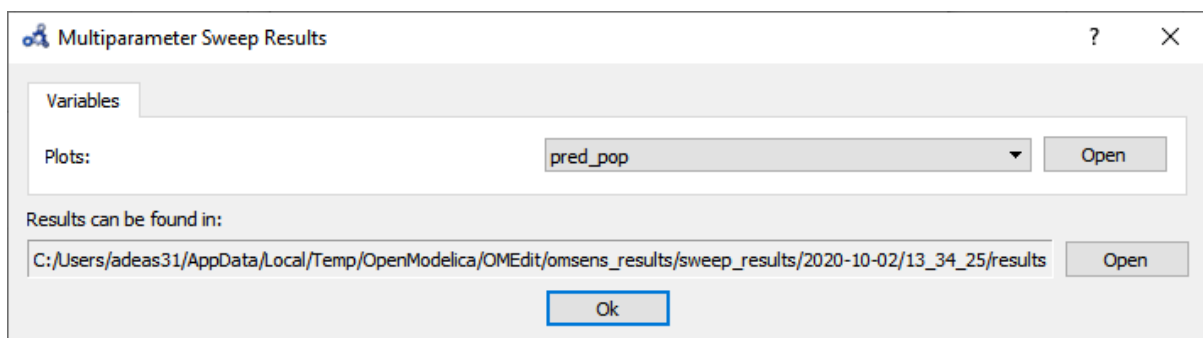 Multiparameter Sweep Results ?
Variables
Plots: pred_pop Open
Results can be found in:
C:/Users/adeas31/AppData/Local/Temp/OpenModelica/OMEdit/omsens_results/sweep_results/2020-10-02/13_34_25/results Open
Ok